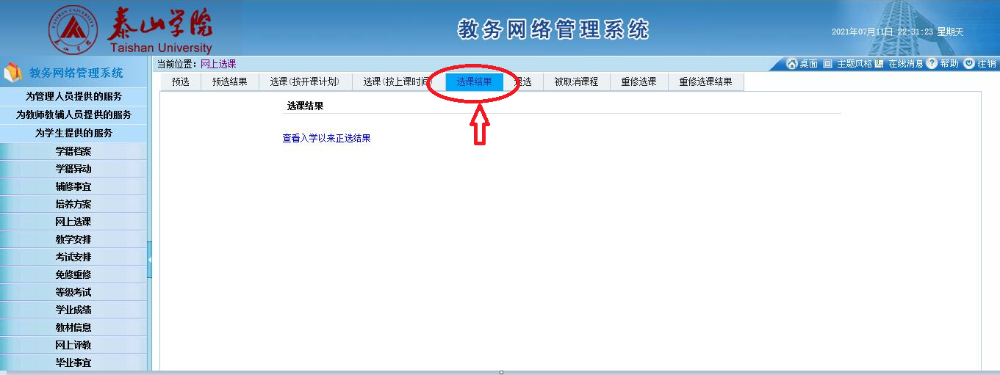 泰山学院
Taishan University
教务网络管理系统
2021年07月11日 22:31:23 星期天
教务网络管理系统
当前位置：网上选课
桌面 主题风格 在线消息 帮助 注销
预选 预选结果 选课(按开课计划) 选课(按上课时间 选课结果 退选 被取消课程 重修选课 重修选课结果
为管理人员提供的服务
为教师教辅人员提供的服务
为学生提供的服务
学籍档案
学籍异动
辅修事宜
培养方案
网上选课
教学安排
考试安排
免修重修
等级考试
学业成绩
教材信息
网上评教
毕业事宜
选课结果
查看入学以来正选结果